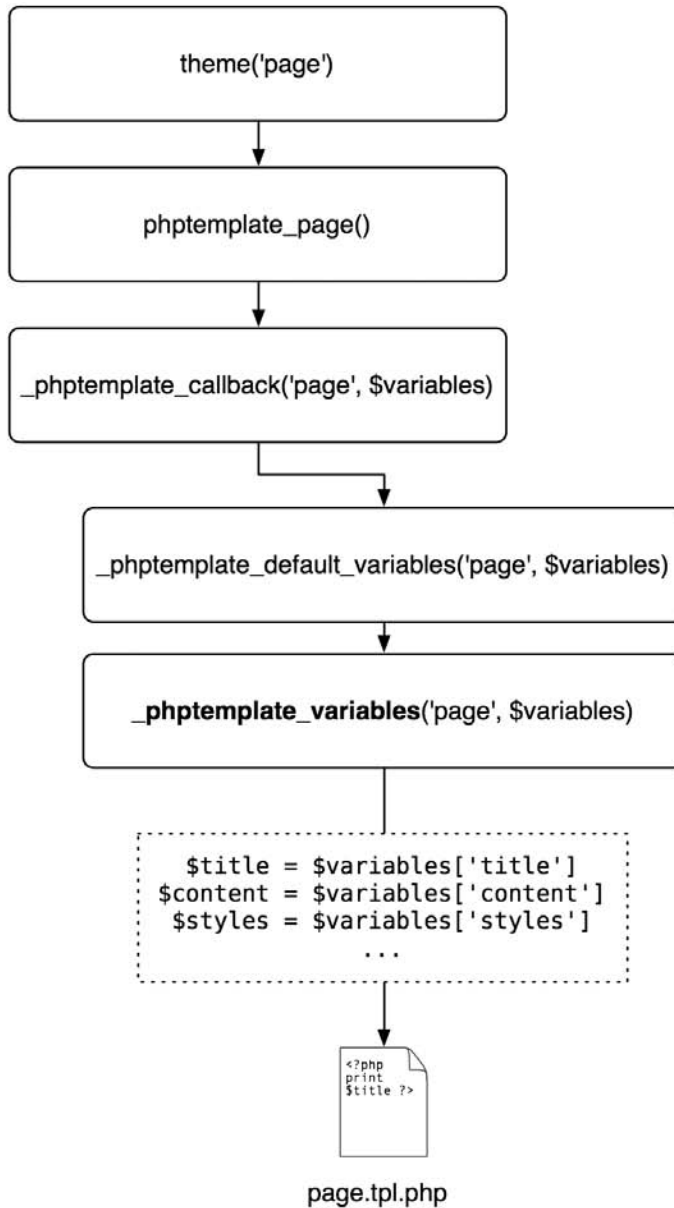 theme('page')
phptemplate_page()
_phptemplate_callback('page', $variables)
_phptemplate_default_variables('page', $variables)
_phptemplate_variables('page', $variables)
$title = $variables['title']
$content = $variables['content']
$styles = $variables['styles']
...
<?php
print
$title ?>
page.tpl.php